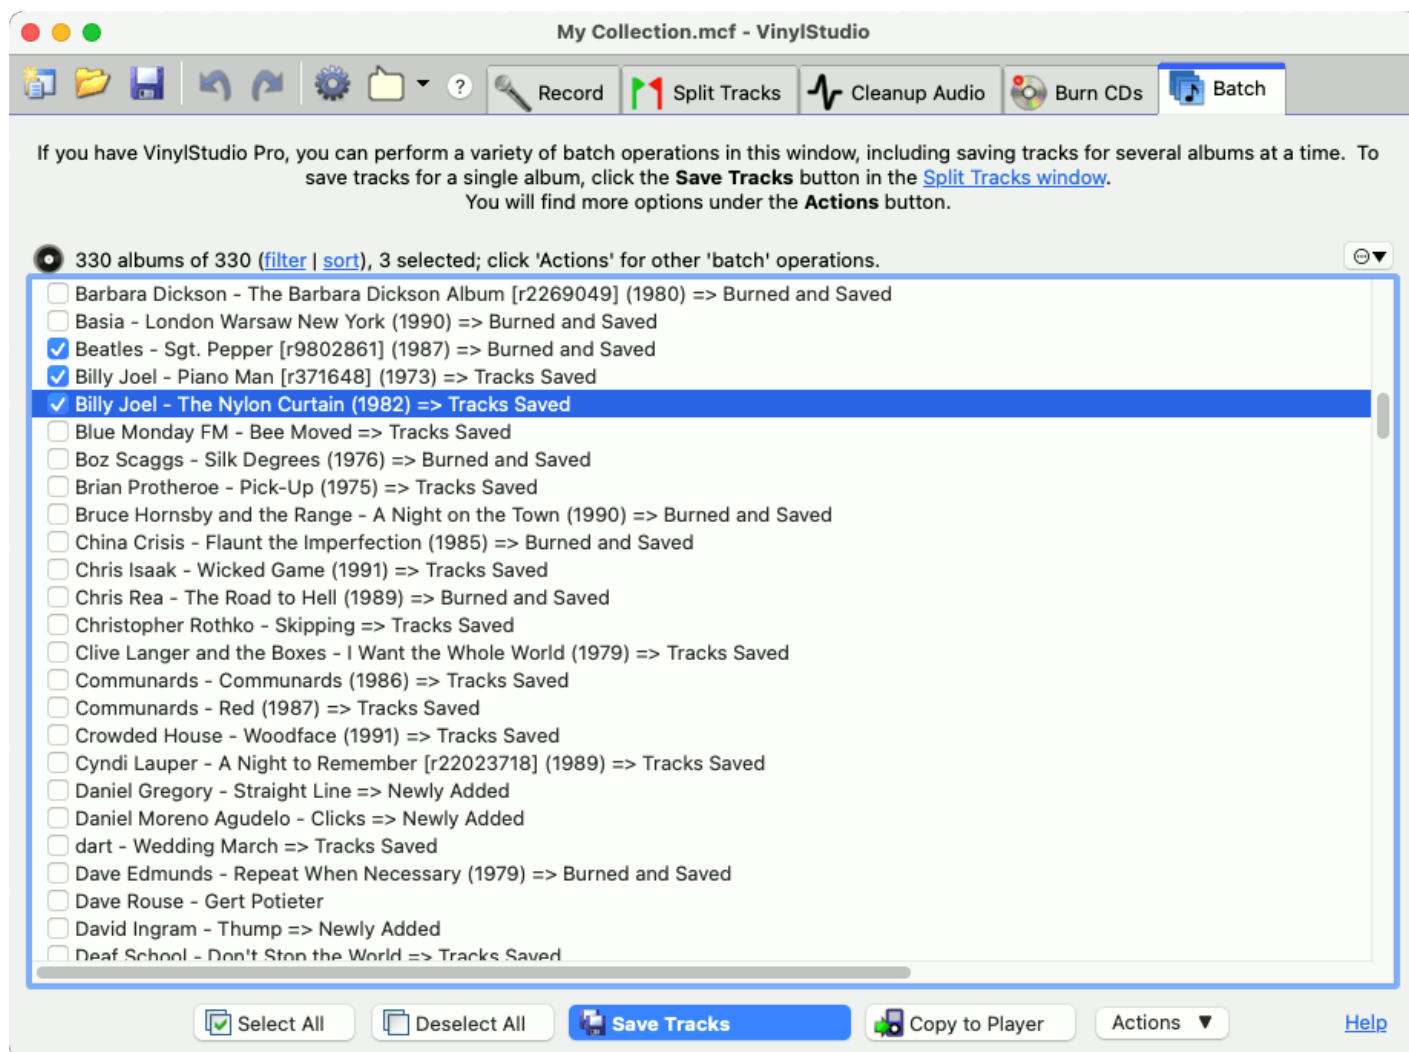 My Collection.mcf - VinylStudio
Record
Split Tracks
Cleanup Audio
Burn CDs
Batch
If you have VinylStudio Pro, you can perform a variety of batch operations in this window, including saving tracks for several albums at a time. To
save tracks for a single album, click the Save Tracks button in the Split Tracks window.
You will find more options under the Actions button.
330 albums of 330 (filter | sort), 3 selected; click 'Actions' for other 'batch' operations.
Barbara Dickson - The Barbara Dickson Album [r2269049] (1980) => Burned and Saved
Basia - London Warsaw New York (1990) => Burned and Saved
Beatles - Sgt. Pepper [r9802861] (1987) => Burned and Saved
Billy Joel - Piano Man [r371648] (1973) => Tracks Saved
Billy Joel - The Nylon Curtain (1982) => Tracks Saved
Blue Monday FM - Bee Moved => Tracks Saved
Boz Scaggs - Silk Degrees (1976) => Burned and Saved
Brian Protheroe - Pick-Up (1975) => Tracks Saved
Bruce Hornsby and the Range - A Night on the Town (1990) => Burned and Saved
China Crisis - Flaunt the Imperfection (1985) => Burned and Saved
Chris Isaak - Wicked Game (1991) => Tracks Saved
Chris Rea - The Road to Hell (1989) => Burned and Saved
Christopher Rothko - Skipping => Tracks Saved
Clive Langer and the Boxes - I Want the Whole World (1979) => Tracks Saved
Communards - Communards (1986) => Tracks Saved
Communards - Red (1987) => Tracks Saved
Crowded House - Woodface (1991) => Tracks Saved
Cyndi Lauper - A Night to Remember [r22023718] (1989) => Tracks Saved
Daniel Gregory - Straight Line => Newly Added
Daniel Moreno Agudelo - Clicks => Newly Added
dart - Wedding March => Tracks Saved
Dave Edmunds - Repeat When Necessary (1979) => Burned and Saved
Dave Rouse - Gert Potieter
David Ingram - Thump => Newly Added
Deaf School - Don't Stop the World => Tracks Saved
Select All
Deselect All
Save Tracks
Copy to Player
Actions ▼
Help